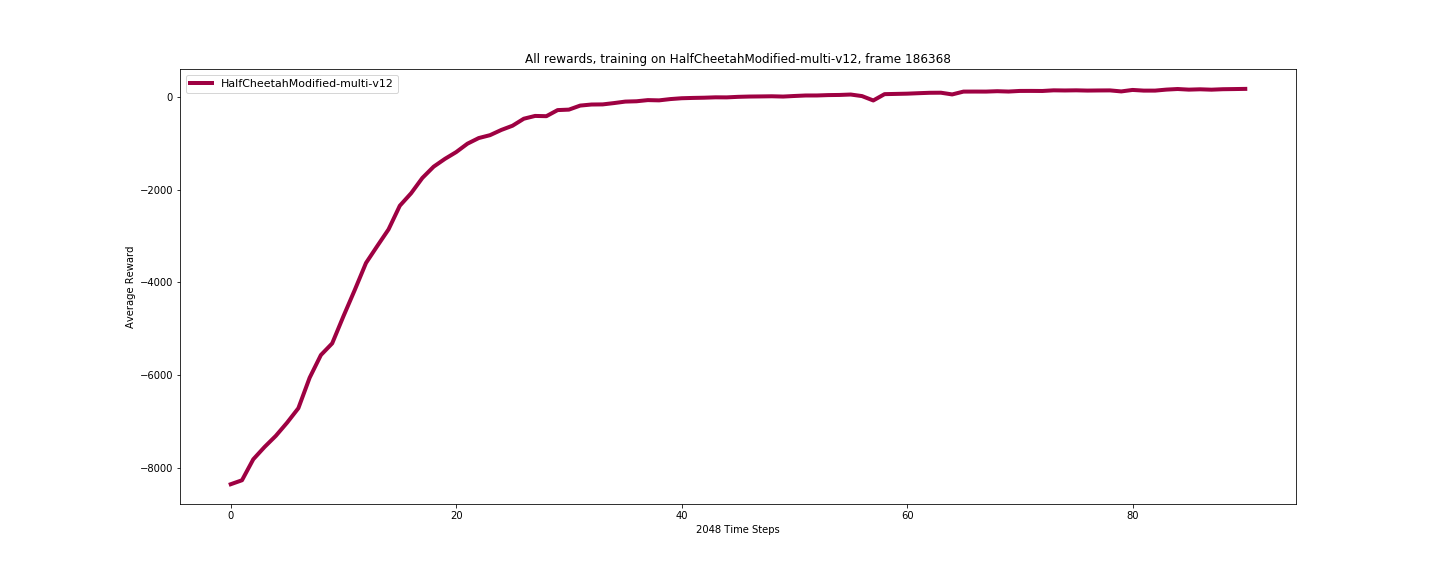 All rewards, training on HalfCheetahModified-multi-v12, frame 186368
HalfCheetahModified-multi-v12
0
−2000
−4000
−6000
−8000
Average Reward
0 20 40 60 80
2048 Time Steps